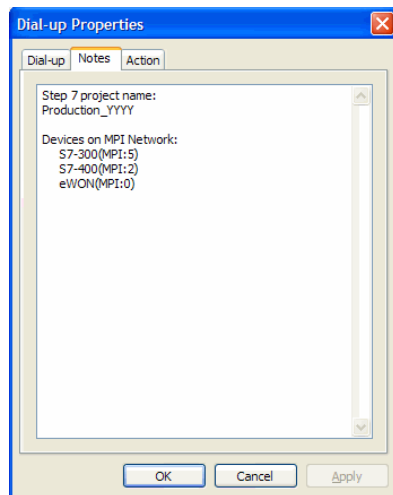 Dial-up Properties
Dial-up Notes Action
Step 7 project name:
Production_YYYY
Devices on MPI Network:
S7-300(MPI:5)
S7-400(MPI:2)
eWON(MPI:0)
OK Cancel Apply